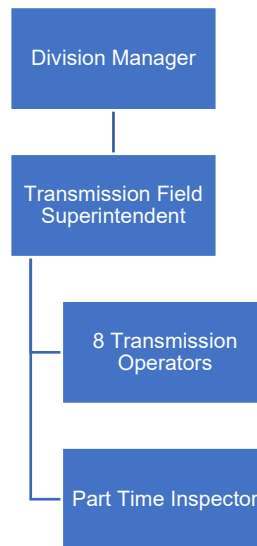 Division Manager
Transmission Field
Superintendent
8 Transmission
Operators
Part Time Inspector